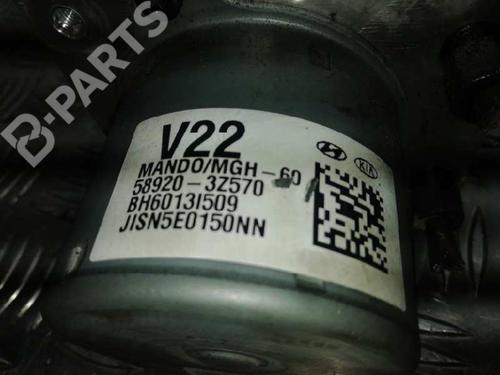 B-PARTS
V22
MANDO/MGH-60
58920-3Z570
BH6013I509
JISN5E0150NN
KIA